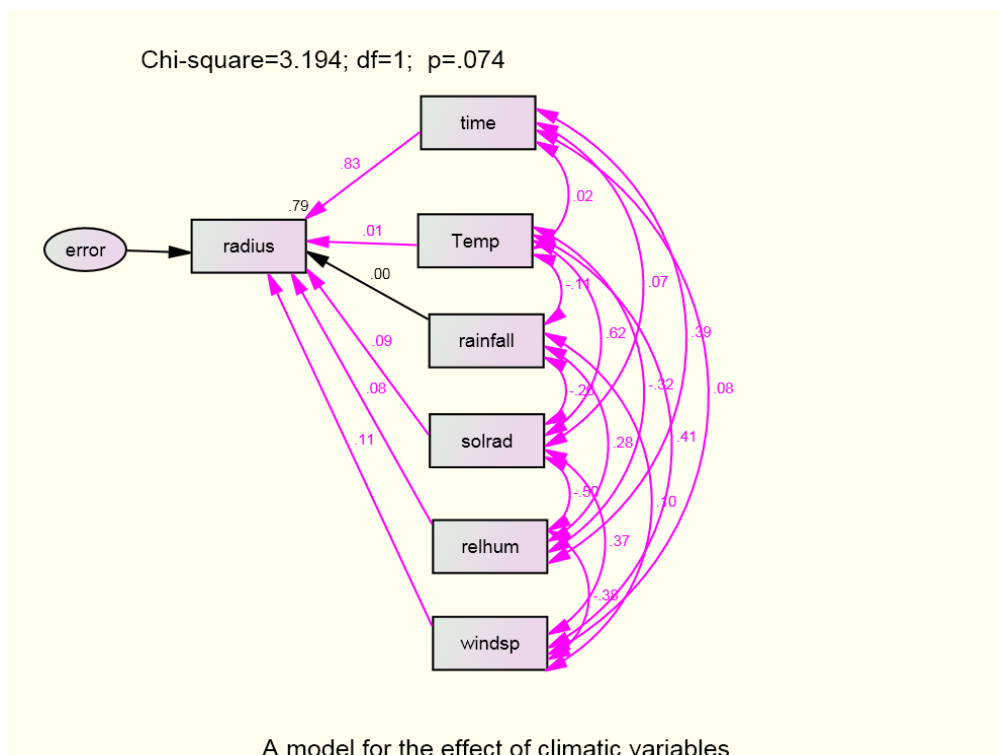 Chi-square=3.194; df=1; p=.074
time
.83
.79
.02
error
radius
.01
Temp
.00
-.11
.07
rainfall
.62
.39
.09
-.32
.08
.08
-.26
solrad
.28
.41
.11
-.50
.10
relhum
.37
-.38
windsp
A model for the effect of climatic variables